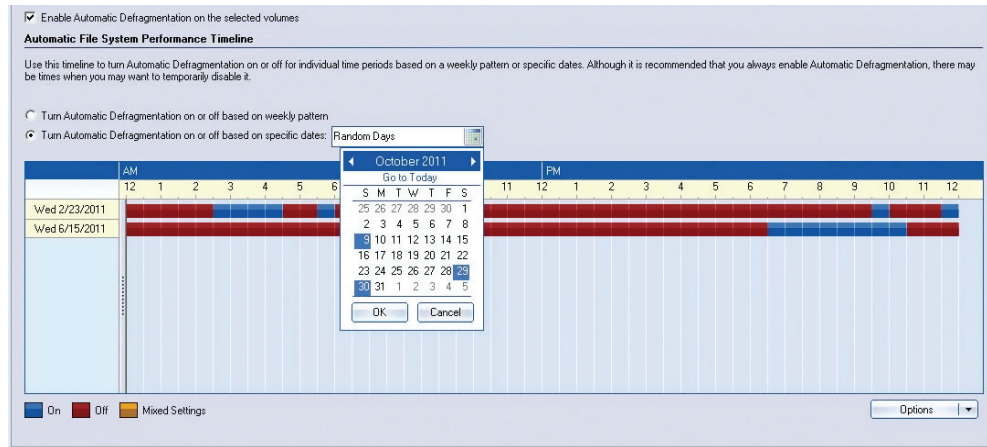 Enable Automatic Defragmentation on the selected volumes
Automatic File System Performance Timeline
Use this timeline to turn Automatic Defragmentation on or off for individual time periods based on a weekly pattern or specific dates. Although it is recommended that you always enable Automatic Defragmentation, there may
be times when you may want to temporarily disable it.
Turn Automatic Defragmentation on or off based on weekly pattern
Turn Automatic Defragmentation on or off based on specific dates: Random Days
AM PM
12 1 2 3 4 5 6 11 12 1 2 3 4 5 6 7 8 9 10 11 12
Wed 2/23/2011
Wed 6/15/2011
October 2011
Go to Today
S M T W T F S
25 26 27 28 29 30 1
2 3 4 5 6 7 8
9 10 11 12 13 14 15
16 17 18 19 20 21 22
23 24 25 26 27 28 29
30 31 1 2 3 4 5
OK Cancel
On Off Mixed Settings
Options